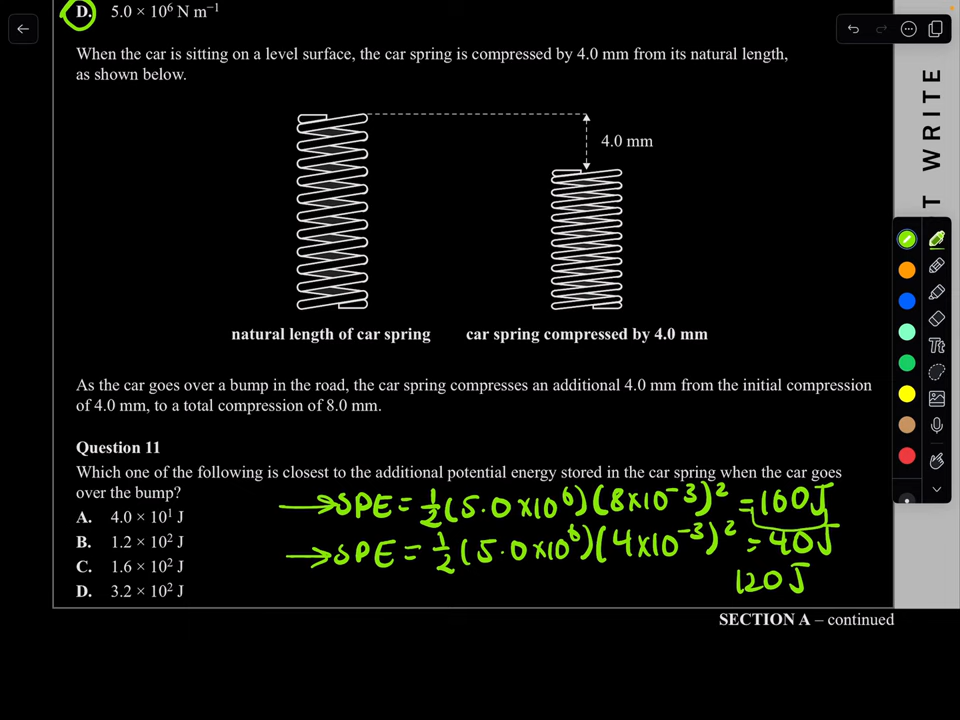 D. 5.0 × 10⁶ N m⁻¹
When the car is sitting on a level surface, the car spring is compressed by 4.0 mm from its natural length,
as shown below.
4.0 mm
T WRITE
natural length of car spring
car spring compressed by 4.0 mm
As the car goes over a bump in the road, the car spring compresses an additional 4.0 mm from the initial compression
of 4.0 mm, to a total compression of 8.0 mm.
Question 11
Which one of the following is closest to the additional potential energy stored in the car spring when the car goes
over the bump?
A. 4.0 × 10¹ J
B. 1.2 × 10² J
C. 1.6 × 10² J
D. 3.2 × 10² J
→ SPE = ½ (5.0 × 10⁶) (8 × 10⁻³)² = 160J
→ SPE = ½ (5.0 × 10⁶) (4 × 10⁻³)² = 40J
120J
SECTION A – continued
Tt